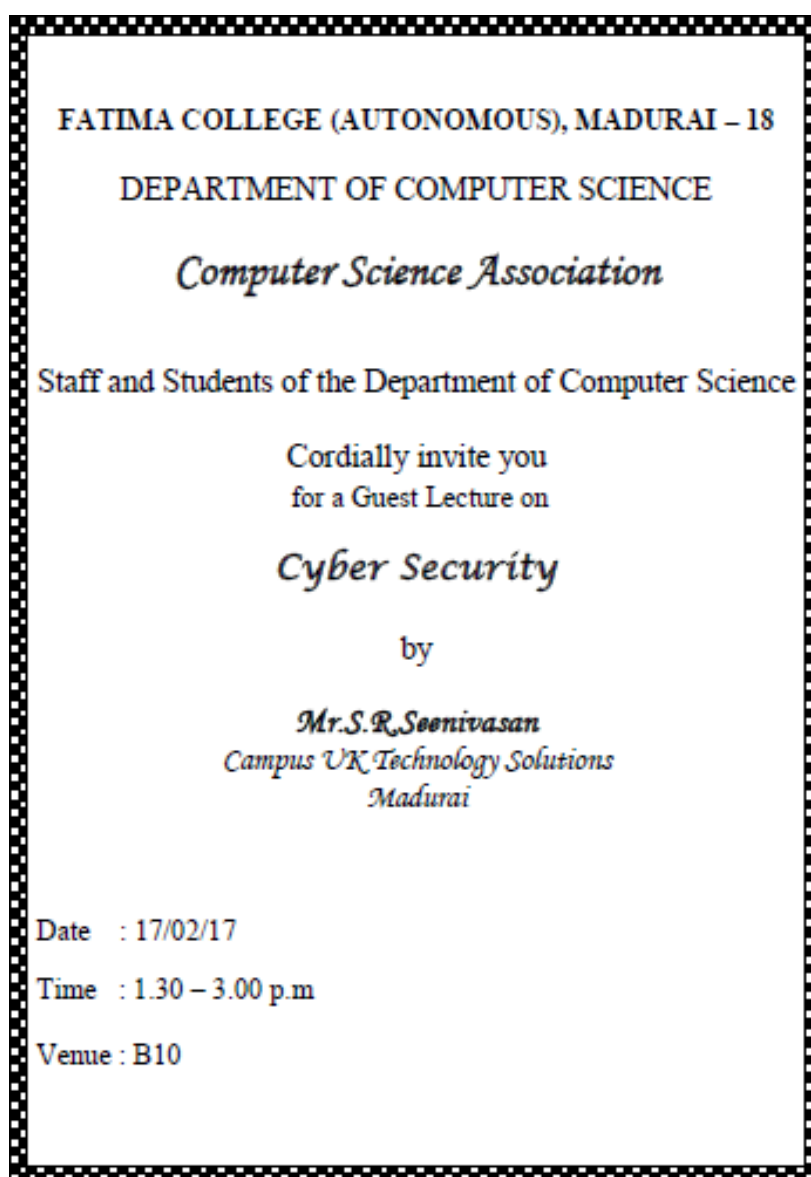 FATIMA COLLEGE (AUTONOMOUS), MADURAI – 18
DEPARTMENT OF COMPUTER SCIENCE
Computer Science Association
Staff and Students of the Department of Computer Science
Cordially invite you
for a Guest Lecture on
Cyber Security
by
Mr.S.R.Seenivasan
Campus UK Technology Solutions
Madurai
Date : 17/02/17
Time : 1.30 – 3.00 p.m
Venue : B10